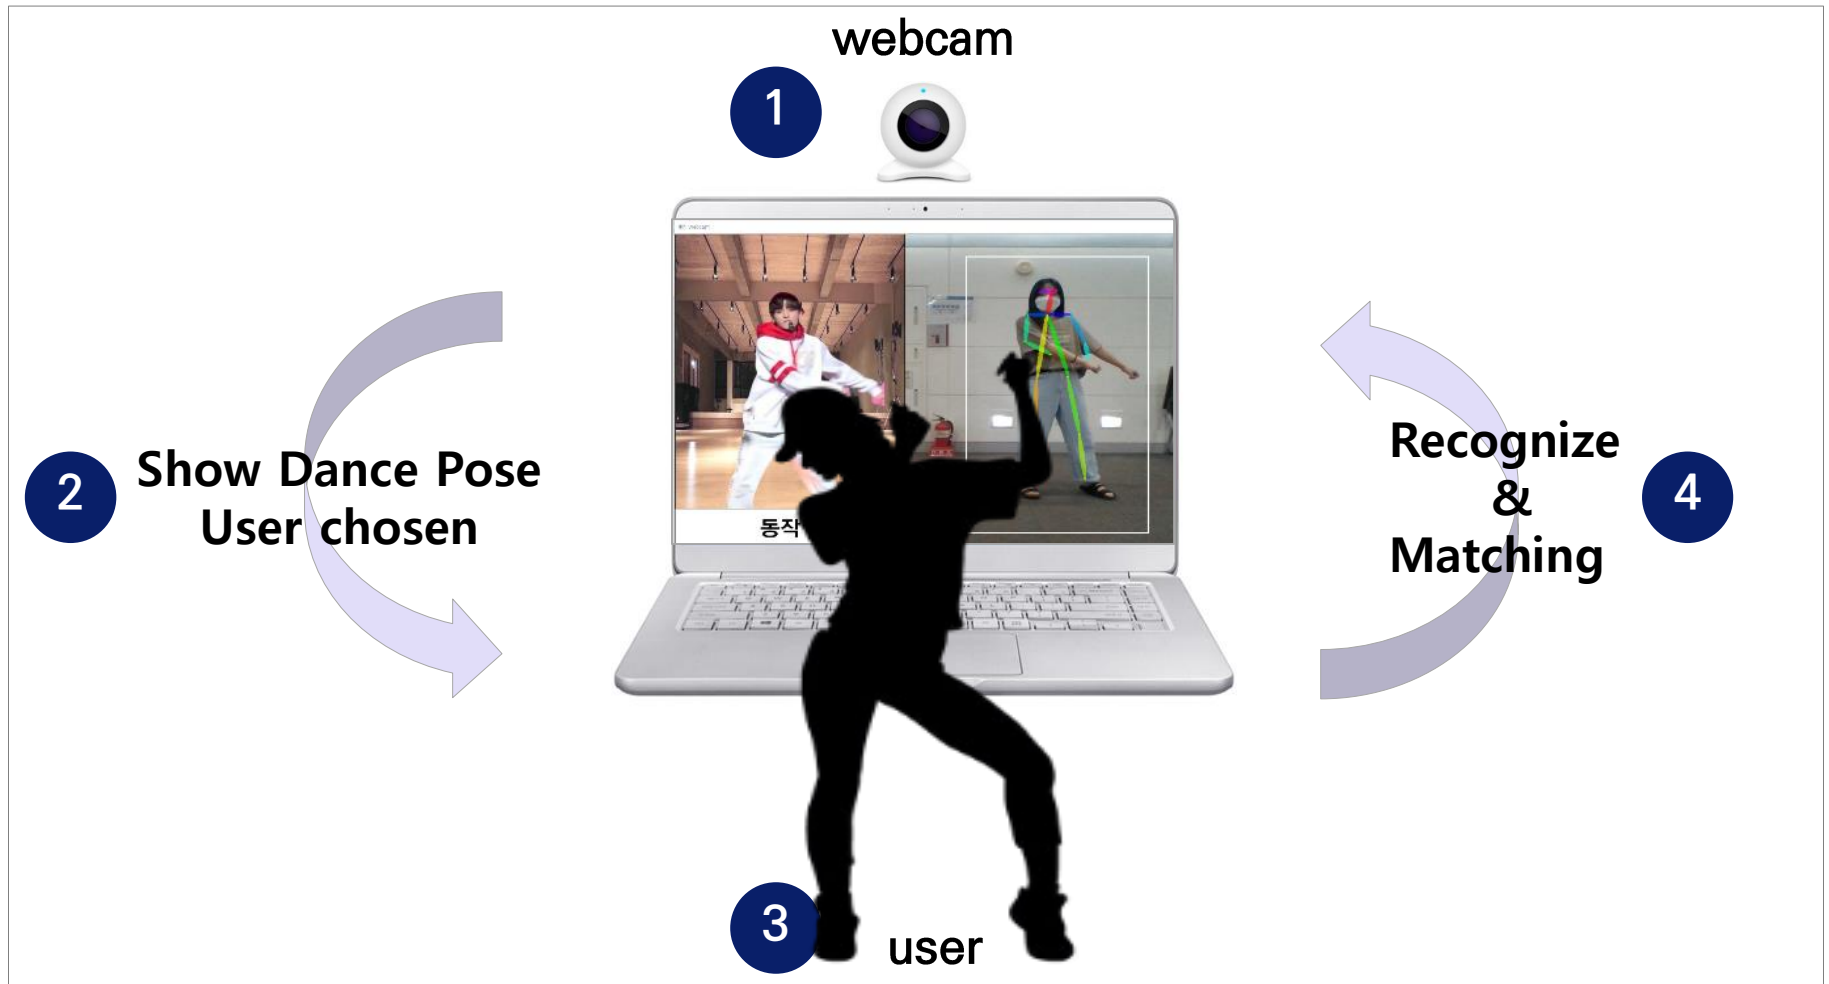 webcam
1
2
Show Dance Pose
User chosen
동작
Recognize
&
Matching
4
3
user